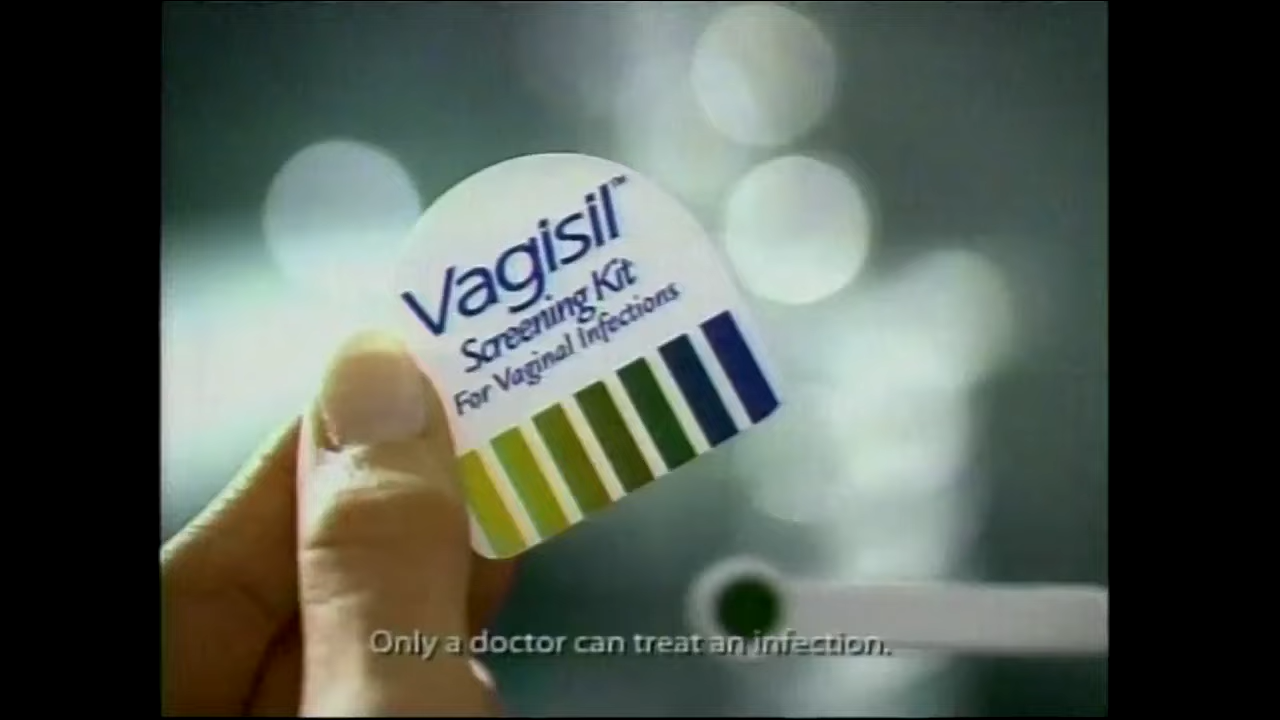 Vagisil™
Screening Kit
For Vaginal Infections
Only a doctor can treat an infection.